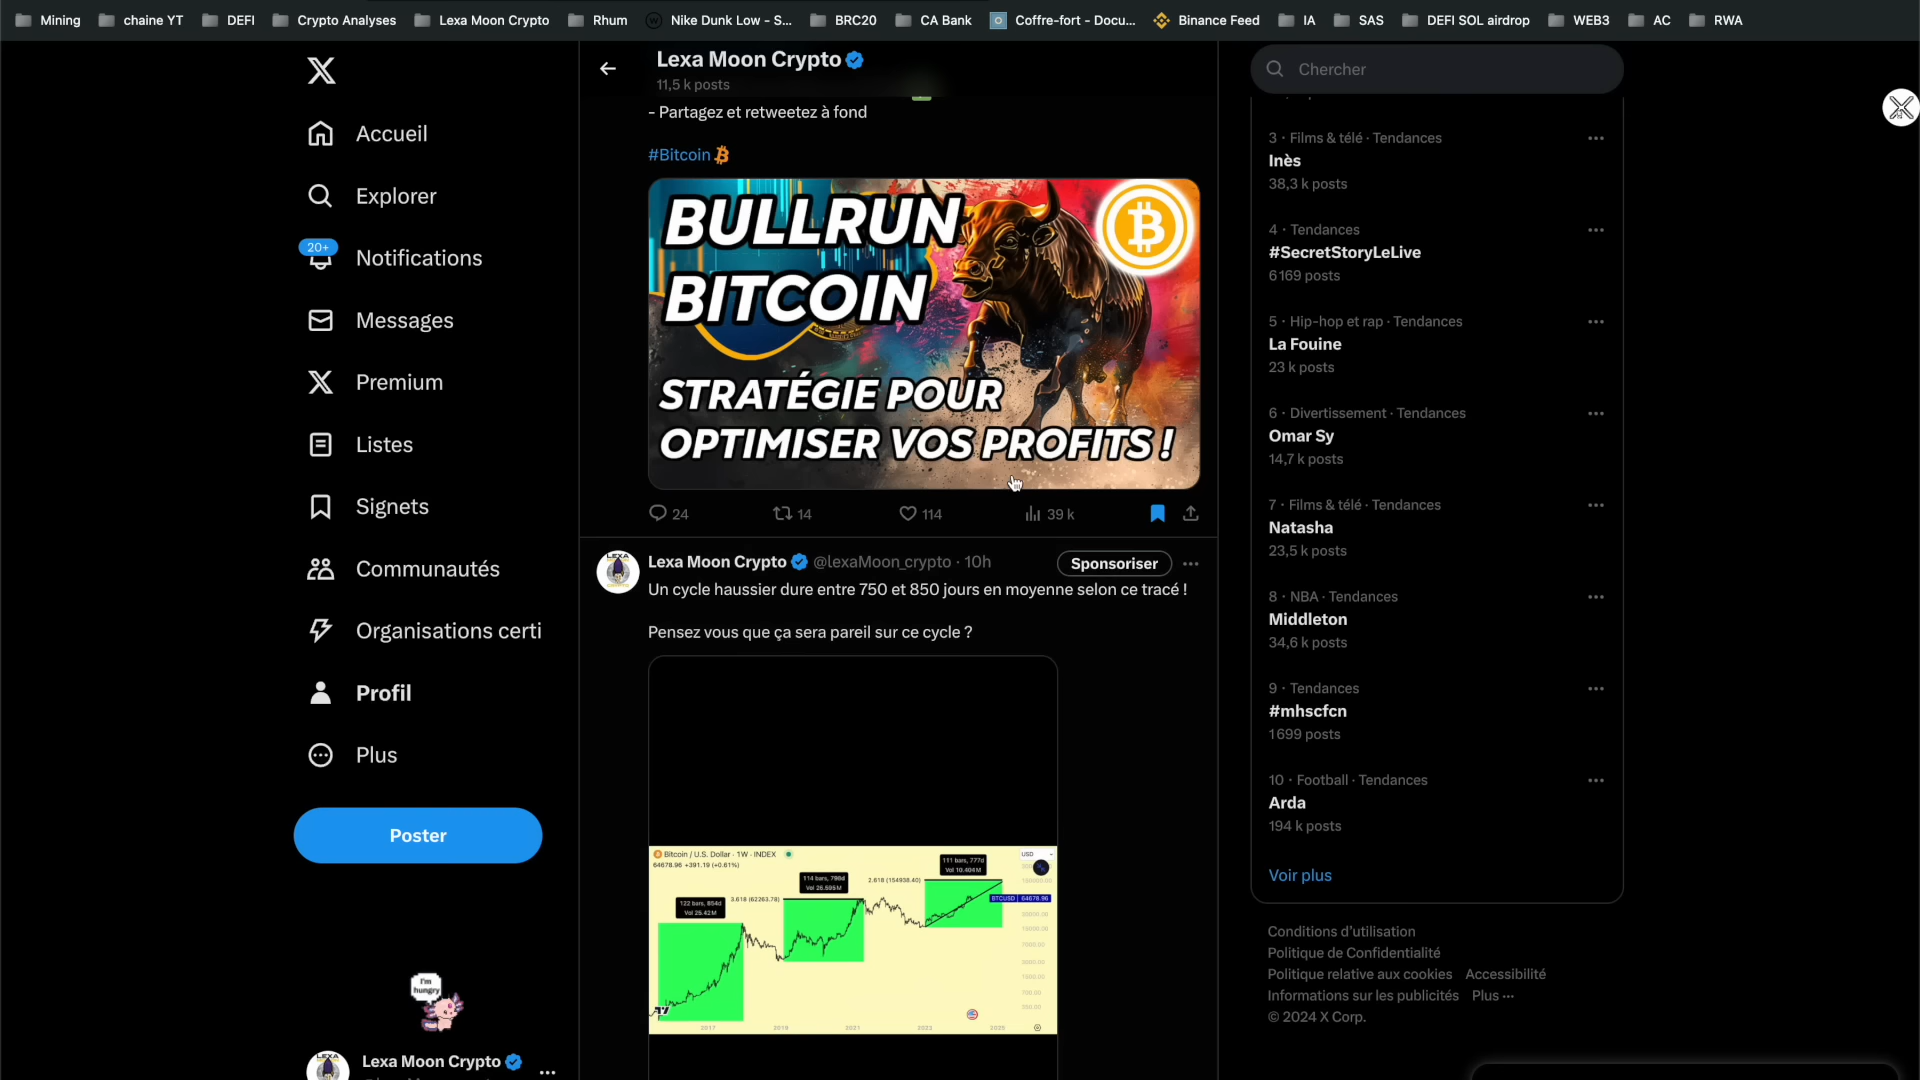 Mining
chaine YT
DEFI
Crypto Analyses
Lexa Moon Crypto
Rhum
Nike Dunk Low - S...
BRC20
CA Bank
Coffre-fort - Docu...
Binance Feed
IA
SAS
DEFI SOL airdrop
WEB3
AC
RWA
Accueil
Explorer
20+
Notifications
Messages
Premium
Listes
Signets
Communautés
Organisations certi
Profil
Plus
Poster
I'm
hungry
LEXA
Lexa Moon Crypto
Lexa Moon Crypto
11,5 k posts
- Partagez et retweetez à fond
#Bitcoin
BULLRUN
BITCOIN
STRATÉGIE POUR
OPTIMISER VOS PROFITS !
24
14
114
39 k
LEXA
Lexa Moon Crypto @lexaMoon_crypto · 10h
Sponsoriser
Un cycle haussier dure entre 750 et 850 jours en moyenne selon ce tracé !
Pensez vous que ça sera pareil sur ce cycle ?
Bitcoin / U.S. Dollar · 1W · INDEX
64678.96 +391.19 (+0.61%)
USD
111 bars, 777d
Vol 10.404M
114 bars, 798d
Vol 26.595M
2.618 (154938.40)
122 bars, 854d
Vol 25.42M
3.618 (62263.78)
BTCUSD 64678.96
2017
2019
2021
2023
2025
Chercher
3 · Films & télé · Tendances
Inès
38,3 k posts
4 · Tendances
#SecretStoryLeLive
6 169 posts
5 · Hip-hop et rap · Tendances
La Fouine
23 k posts
6 · Divertissement · Tendances
Omar Sy
14,7 k posts
7 · Films & télé · Tendances
Natasha
23,5 k posts
8 · NBA · Tendances
Middleton
34,6 k posts
9 · Tendances
#mhscfcn
1 699 posts
10 · Football · Tendances
Arda
194 k posts
Voir plus
Conditions d’utilisation
Politique de Confidentialité
Politique relative aux cookies Accessibilité
Informations sur les publicités Plus ···
© 2024 X Corp.